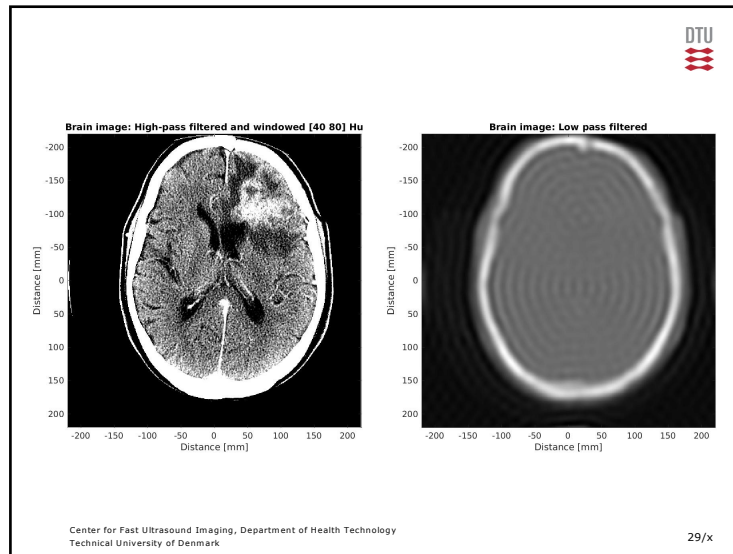 DTU
Brain image: High-pass filtered and windowed [40 80] Hu
-200
-150
-100
-50
0
50
100
150
200
Distance [mm]
-200 -150 -100 -50 0 50 100 150 200
Distance [mm]
Brain image: Low pass filtered
-200
-150
-100
-50
0
50
100
150
200
Distance [mm]
-200 -150 -100 -50 0 50 100 150 200
Distance [mm]
Center for Fast Ultrasound Imaging, Department of Health Technology
Technical University of Denmark
29/x